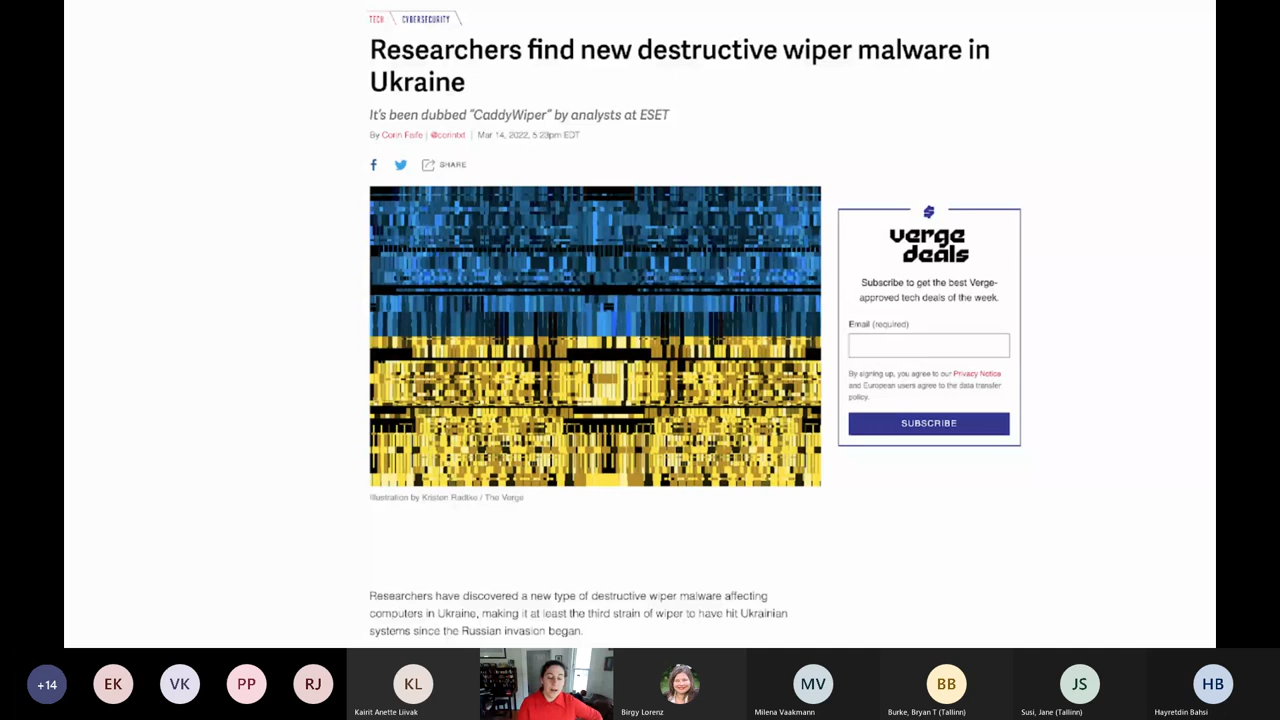 TECH
CYBERSECURITY
Researchers find new destructive wiper malware in
Ukraine
It's been dubbed "CaddyWiper" by analysts at ESET
By Corin Faife | @corintxt | Mar 14, 2022, 5:23pm EDT
SHARE
verge
deals
Subscribe to get the best Verge-
approved tech deals of the week.
Email (required)
By signing up, you agree to our Privacy Notice
and European users agree to the data transfer
policy.
SUBSCRIBE
Illustration by Kristen Radtke / The Verge
Researchers have discovered a new type of destructive wiper malware affecting
computers in Ukraine, making it at least the third strain of wiper to have hit Ukrainian
systems since the Russian invasion began.
+14
EK
VK
PP
RJ
KL
MV
BB
JS
HB
Kairit Anette Liivak
Birgy Lorenz
Milena Vaakmann
Burke, Bryan T (Tallinn)
Susi, Jane (Tallinn)
Hayretdin Bahsi